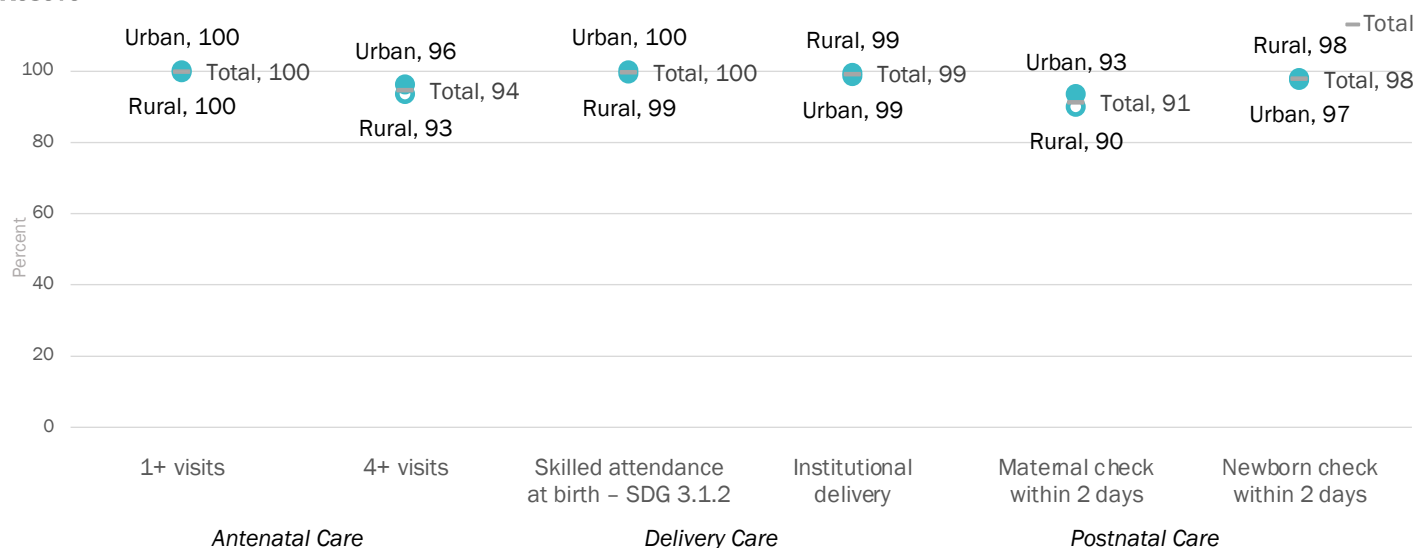 Total
Urban, 100
Total, 100
Rural, 100
Urban, 96
Total, 94
Rural, 93
Urban, 100
Total, 100
Rural, 99
Rural, 99
Total, 99
Urban, 99
Urban, 93
Total, 91
Rural, 90
Rural, 98
Total, 98
Urban, 97
100
80
60
40
20
0
Percent
1+ visits
4+ visits
Skilled attendance
at birth – SDG 3.1.2
Institutional
delivery
Maternal check
within 2 days
Newborn check
within 2 days
Antenatal Care
Delivery Care
Postnatal Care